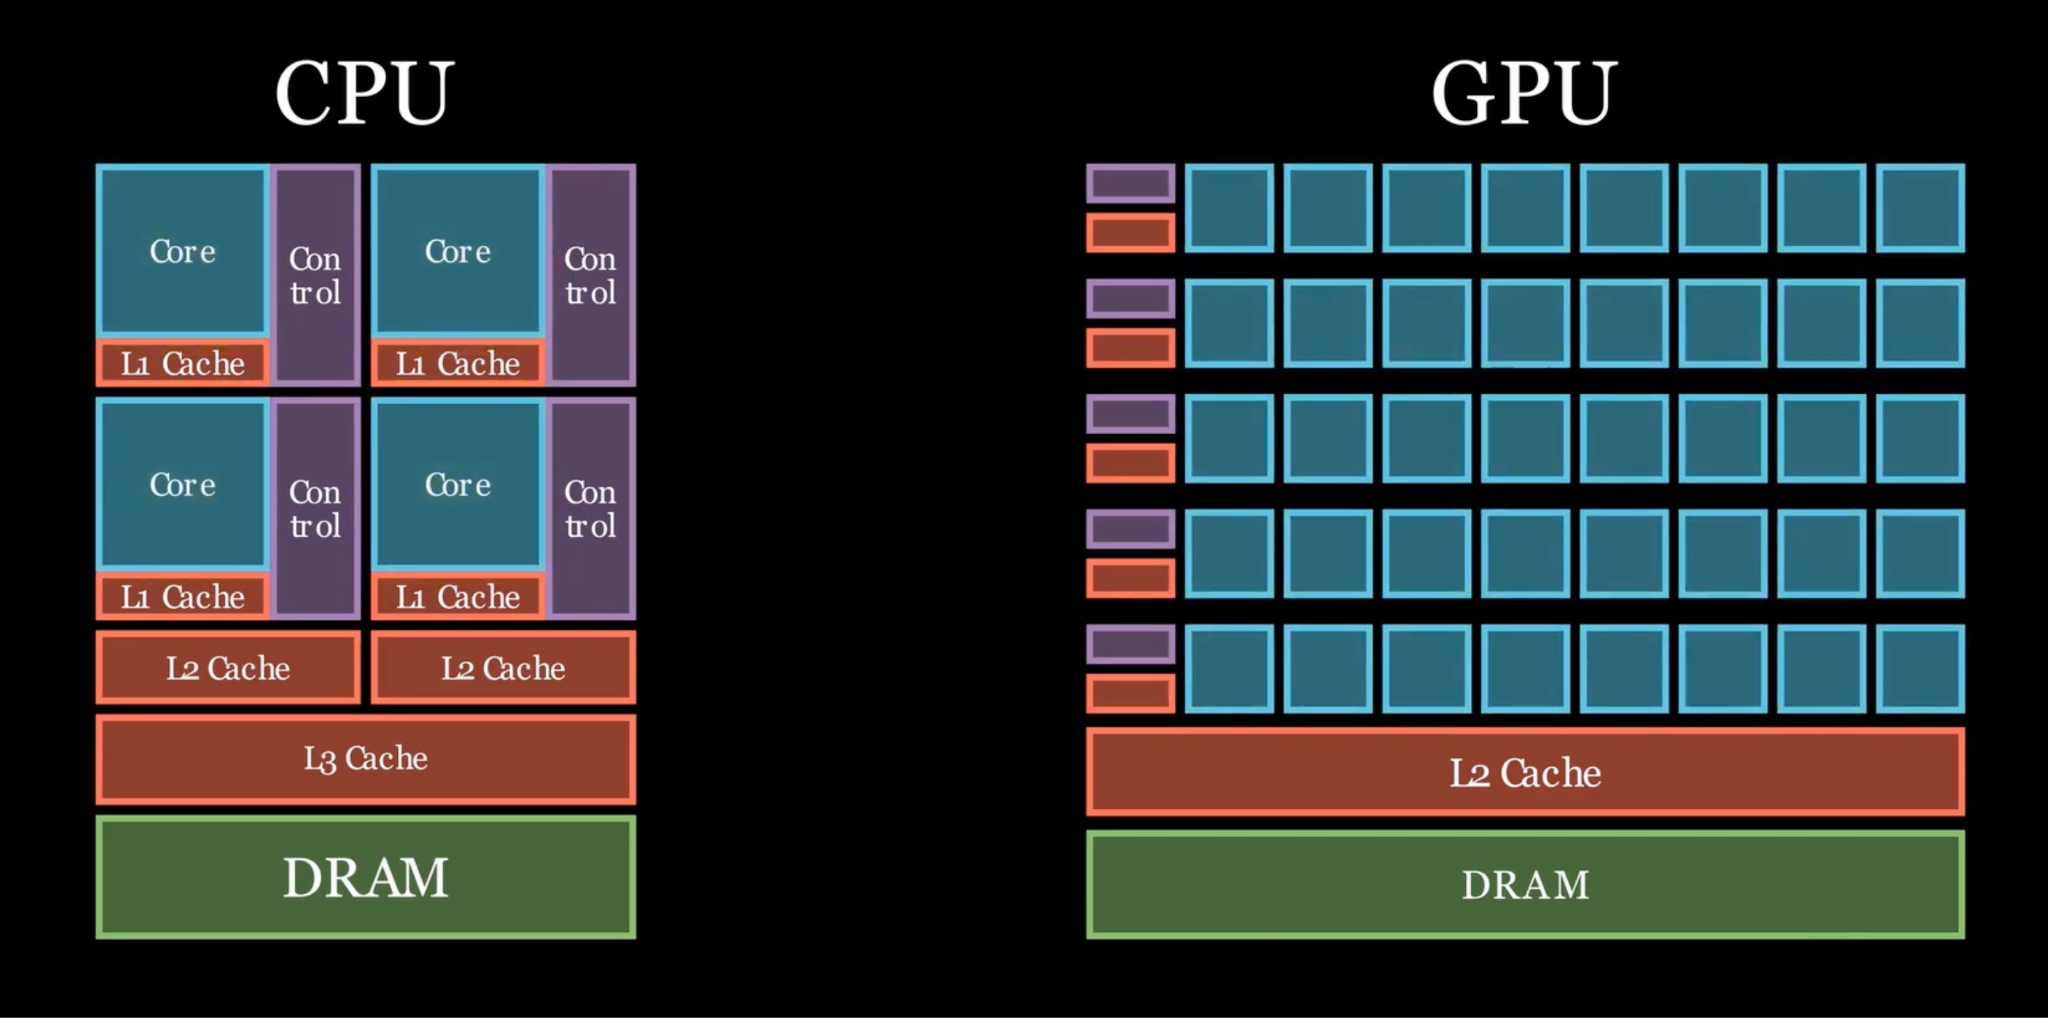 CPU
GPU
Core
Con
trol
Core
Con
trol
L1 Cache
L1 Cache
Core
Con
trol
Core
Con
trol
L1 Cache
L1 Cache
L2 Cache
L2 Cache
L3 Cache
DRAM
L2 Cache
DRAM